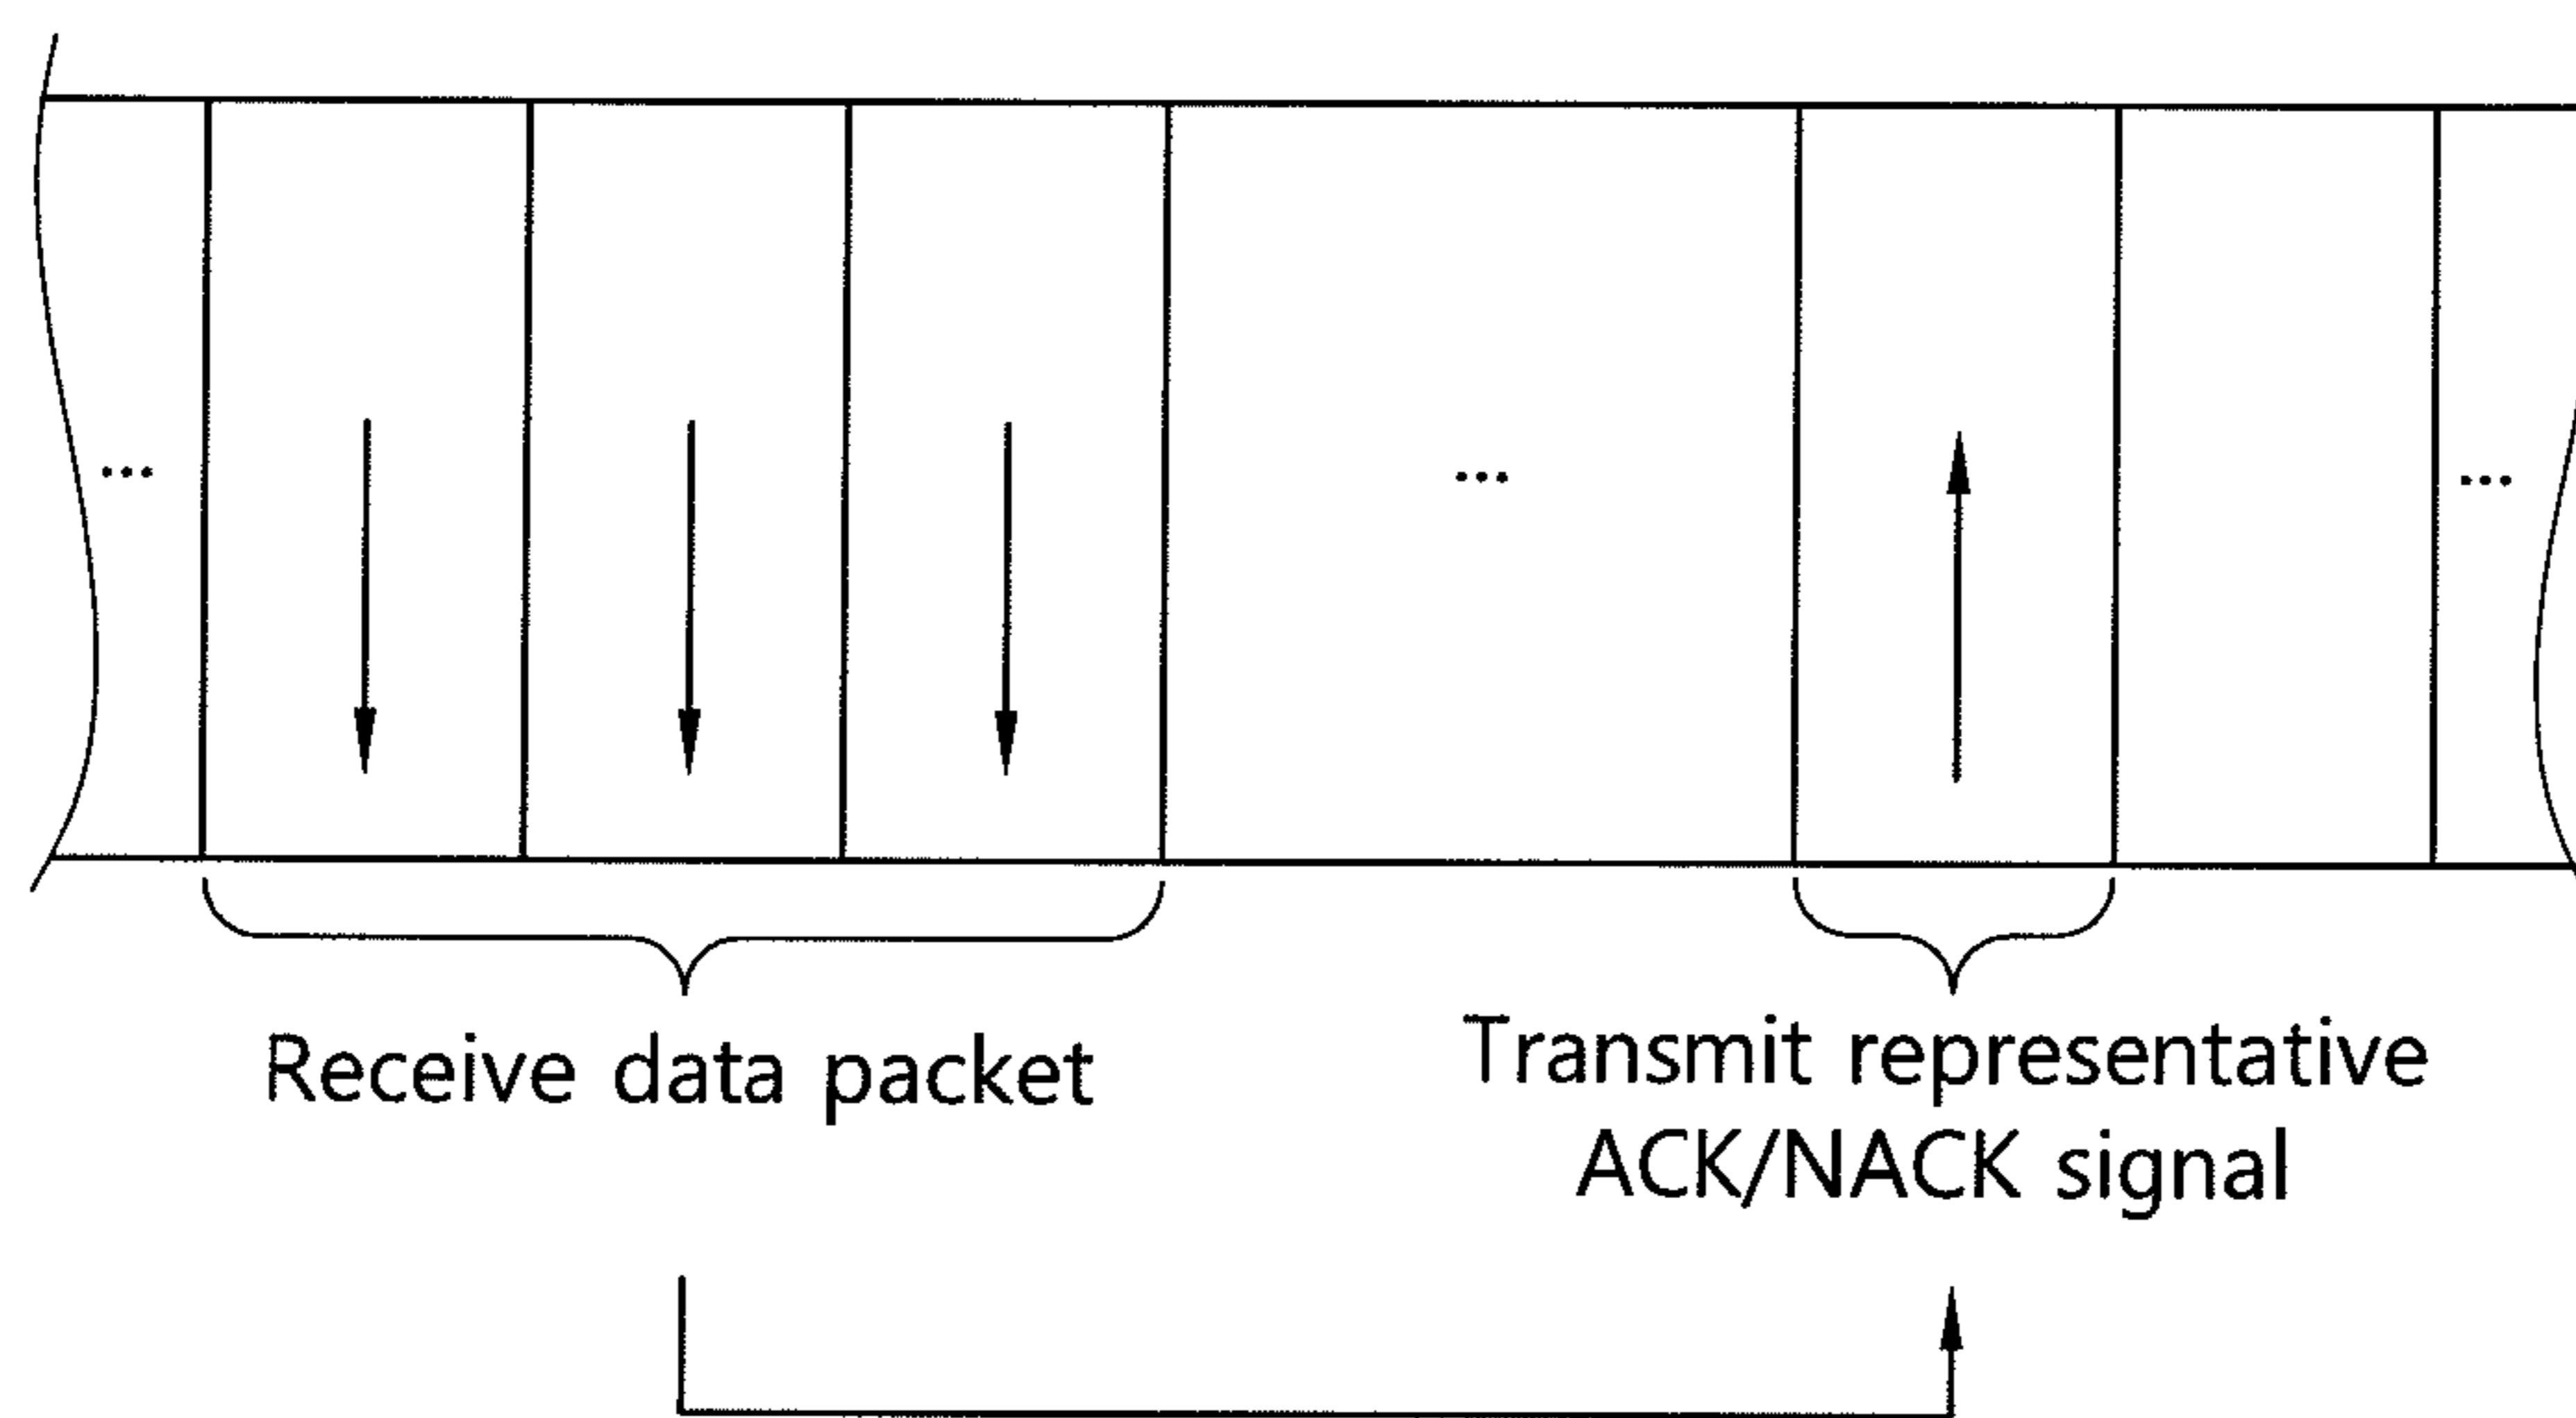 ...
...
...
Receive data packet
Transmit representative
ACK/NACK signal